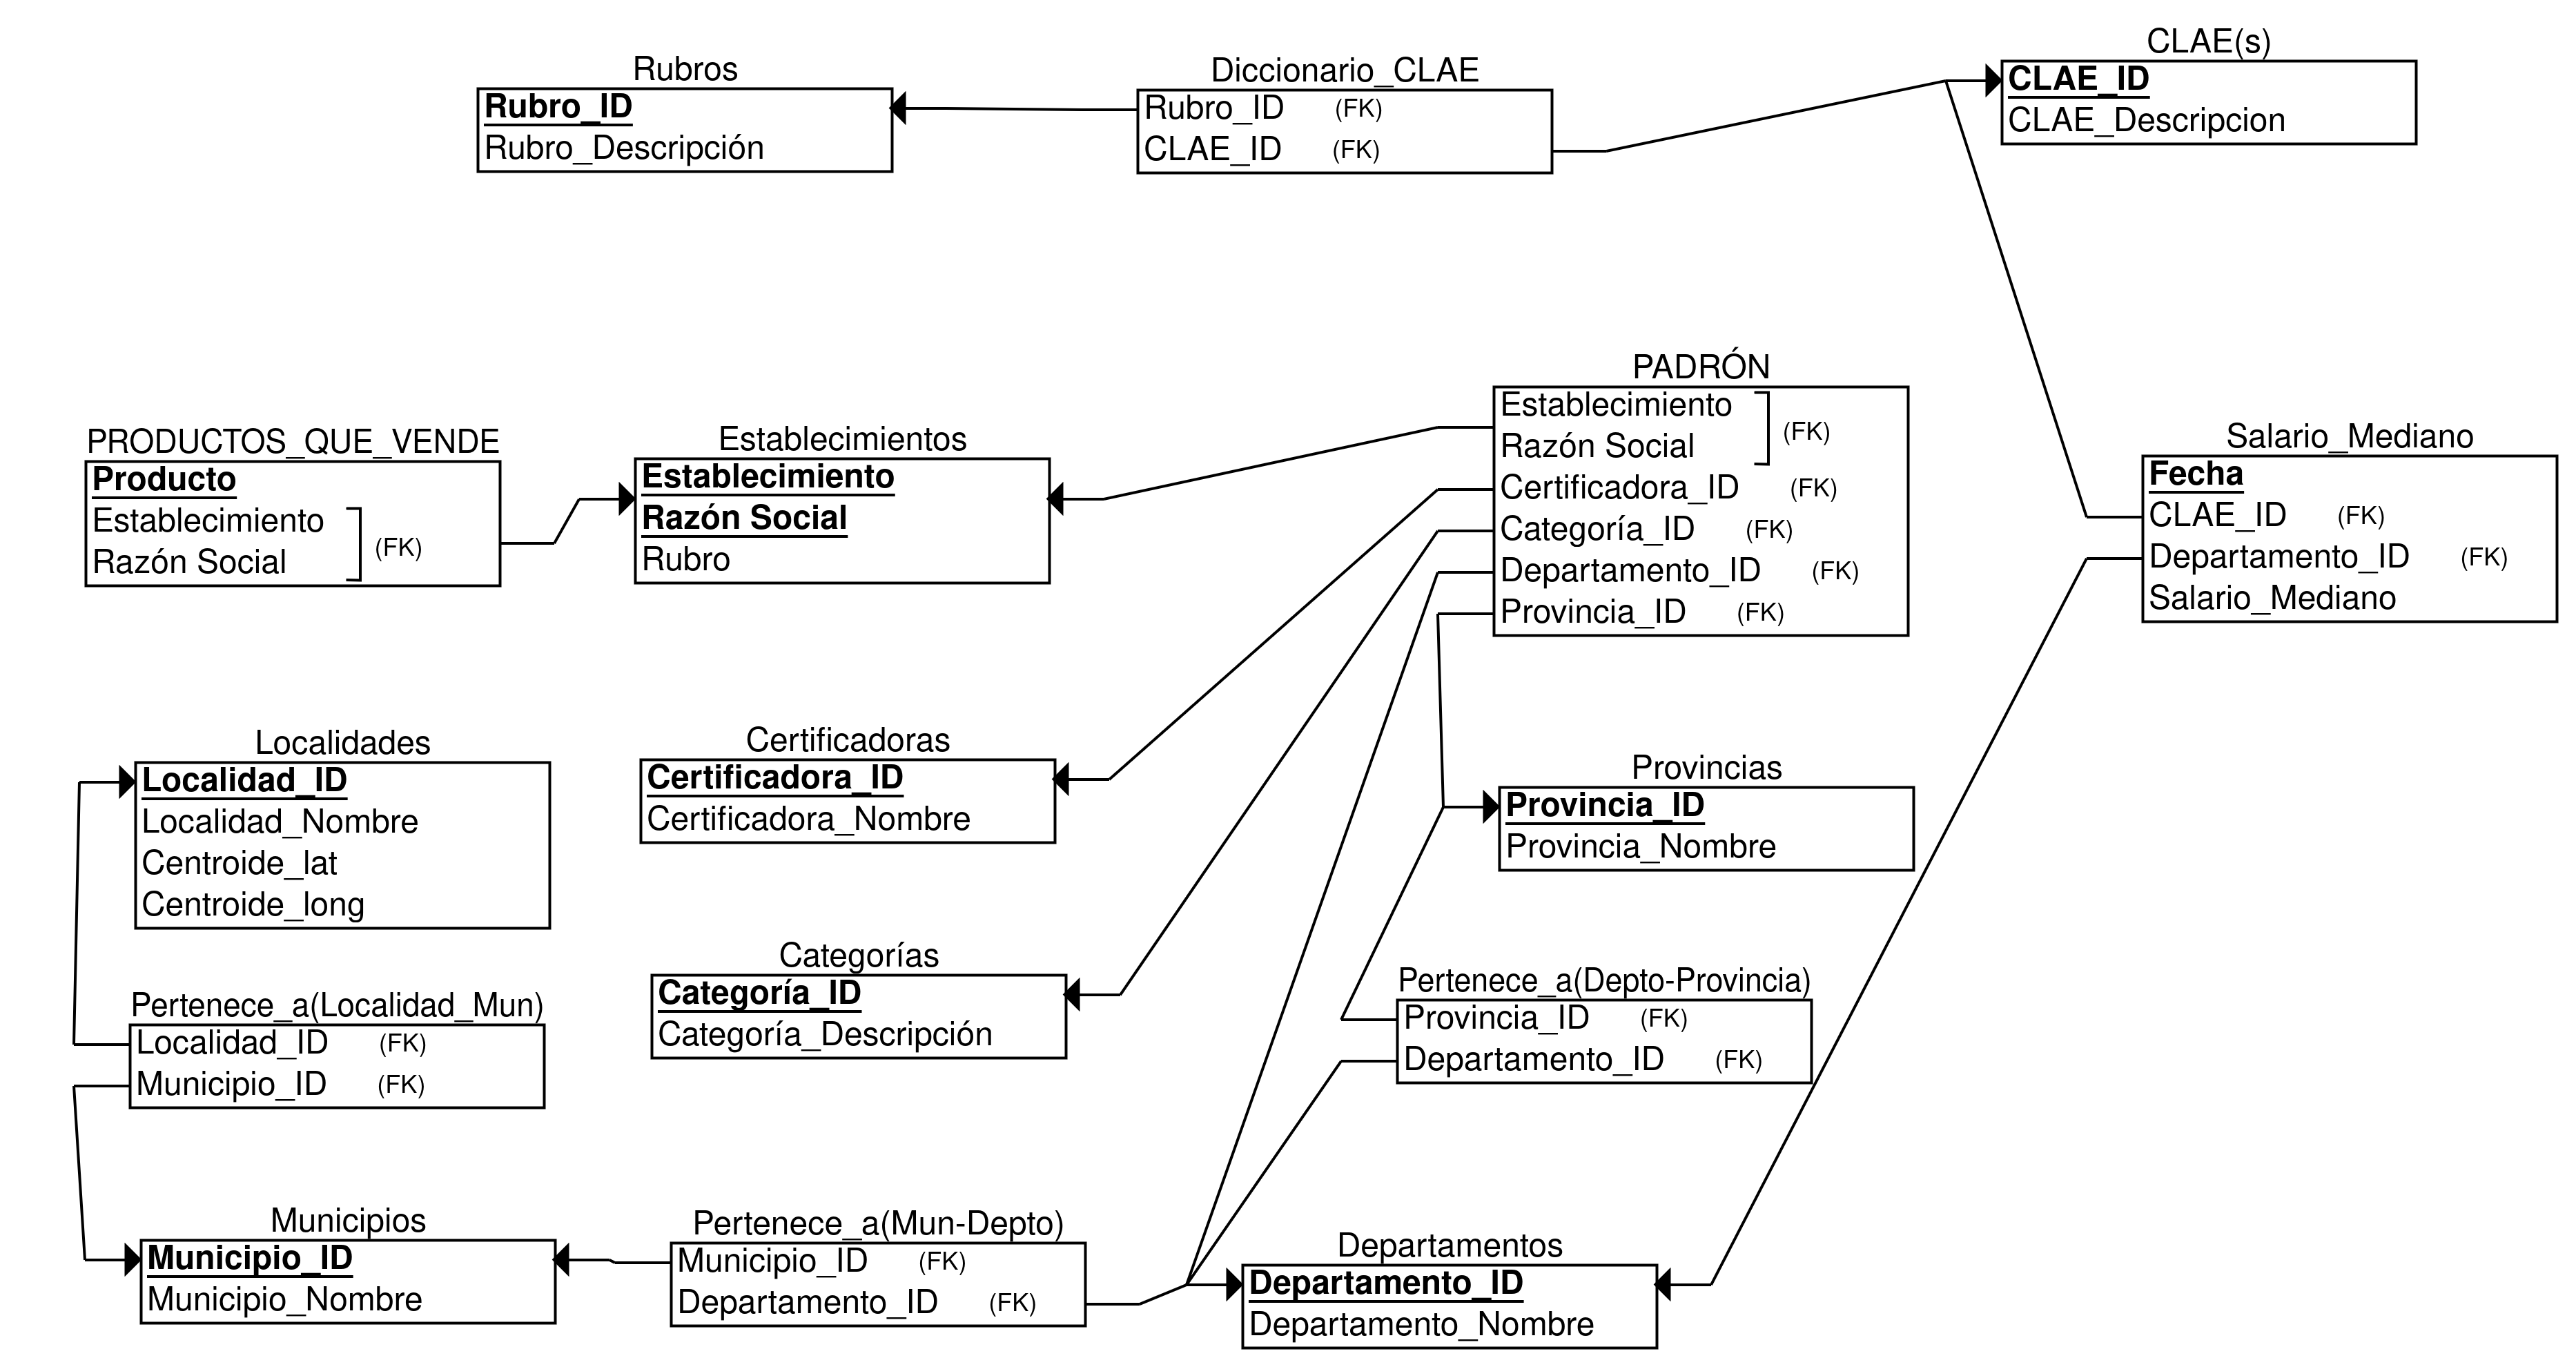 Rubros
Rubro_ID
Rubro_Descripción
Diccionario_CLAE
Rubro_ID (FK)
CLAE_ID (FK)
CLAE(s)
CLAE_ID
CLAE_Descripcion
PRODUCTOS_QUE_VENDE
Producto
Establecimiento
Razón Social
(FK)
Establecimientos
Establecimiento
Razón Social
Rubro
PADRÓN
Establecimiento
Razón Social
(FK)
Certificadora_ID (FK)
Categoría_ID (FK)
Departamento_ID (FK)
Provincia_ID (FK)
Salario_Mediano
Fecha
CLAE_ID (FK)
Departamento_ID (FK)
Salario_Mediano
Localidades
Localidad_ID
Localidad_Nombre
Centroide_lat
Centroide_long
Certificadoras
Certificadora_ID
Certificadora_Nombre
Provincias
Provincia_ID
Provincia_Nombre
Pertenece_a(Localidad_Mun)
Localidad_ID (FK)
Municipio_ID (FK)
Categorías
Categoría_ID
Categoría_Descripción
Pertenece_a(Depto-Provincia)
Provincia_ID (FK)
Departamento_ID (FK)
Municipios
Municipio_ID
Municipio_Nombre
Pertenece_a(Mun-Depto)
Municipio_ID (FK)
Departamento_ID (FK)
Departamentos
Departamento_ID
Departamento_Nombre